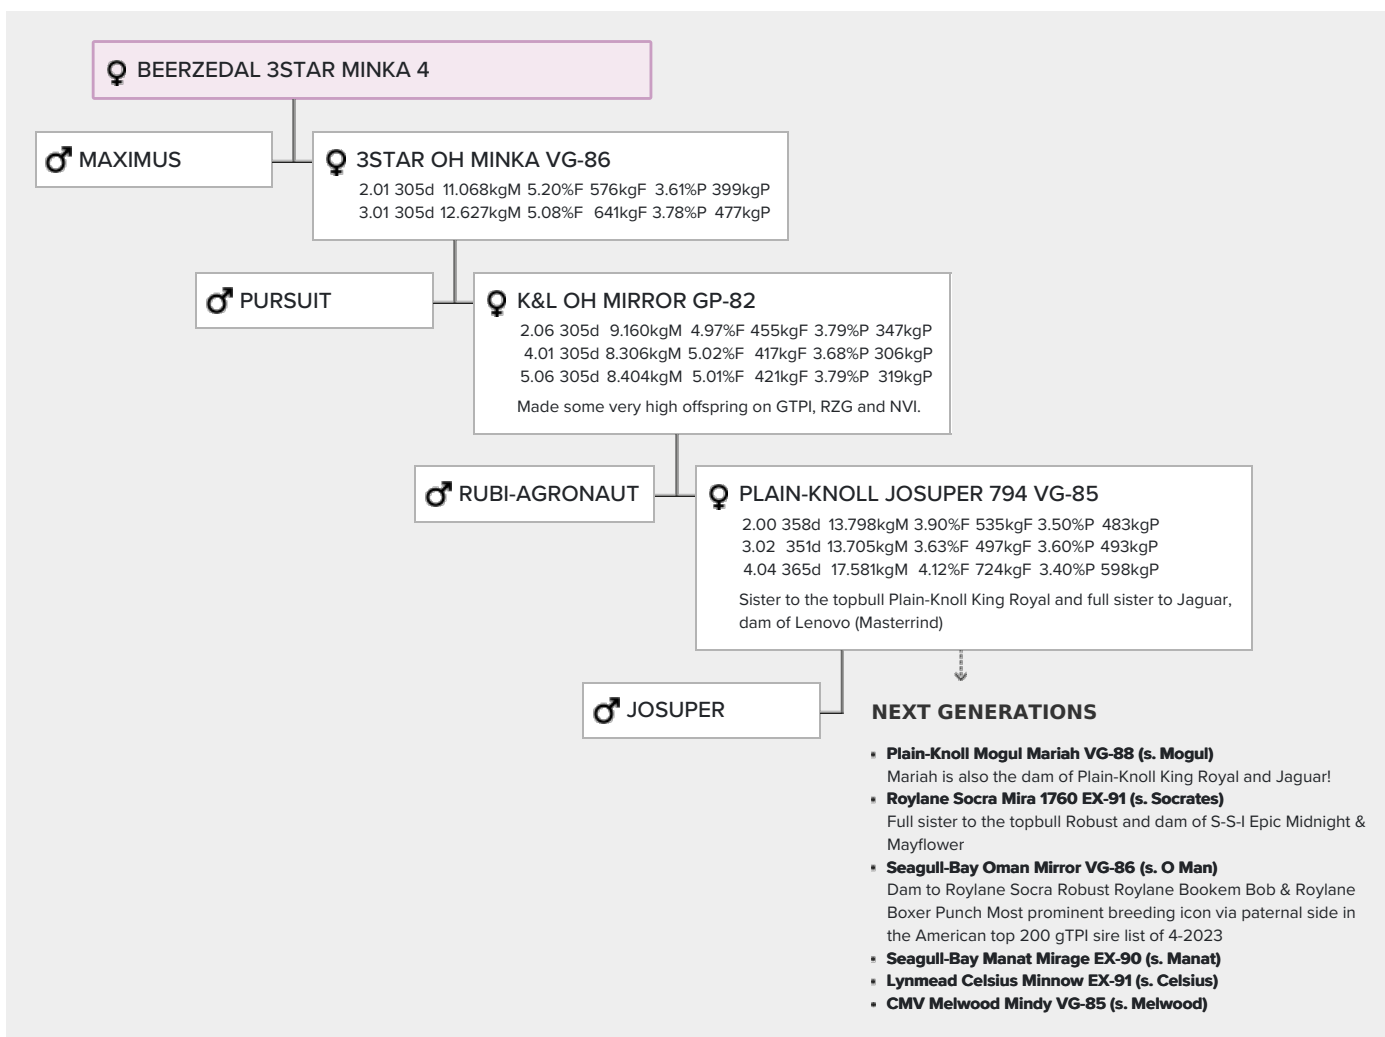 BEERZEDAL 3STAR MINKA 4
MAXIMUS
3STAR OH MINKA VG-86
2.01 305d 11.068kgM 5.20%F 576kgF 3.61%P 399kgP
3.01 305d 12.627kgM 5.08%F 641kgF 3.78%P 477kgP
PURSUIT
K&L OH MIRROR GP-82
2.06 305d 9.160kgM 4.97%F 455kgF 3.79%P 347kgP
4.01 305d 8.306kgM 5.02%F 417kgF 3.68%P 306kgP
5.06 305d 8.404kgM 5.01%F 421kgF 3.79%P 319kgP
Made some very high offspring on GTPI, RZG and NVI.
RUBI-AGRONAUT
PLAIN-KNOLL JOSUPER 794 VG-85
2.00 358d 13.798kgM 3.90%F 535kgF 3.50%P 483kgP
3.02 351d 13.705kgM 3.63%F 497kgF 3.60%P 493kgP
4.04 365d 17.581kgM 4.12%F 724kgF 3.40%P 598kgP
Sister to the topbull Plain-Knoll King Royal and full sister to Jaguar,
dam of Lenovo (Masterrind)
JOSUPER
NEXT GENERATIONS
Plain-Knoll Mogul Mariah VG-88 (s. Mogul)
Mariah is also the dam of Plain-Knoll King Royal and Jaguar!
Roylane Socra Mira 1760 EX-91 (s. Socrates)
Full sister to the topbull Robust and dam of S-S-I Epic Midnight &
Mayflower
Seagull-Bay Oman Mirror VG-86 (s. O Man)
Dam to Roylane Socra Robust Roylane Bookem Bob & Roylane
Boxer Punch Most prominent breeding icon via paternal side in
the American top 200 gTPI sire list of 4-2023
Seagull-Bay Manat Mirage EX-90 (s. Manat)
Lynmead Celsius Minnow EX-91 (s. Celsius)
CMV Melwood Mindy VG-85 (s. Melwood)